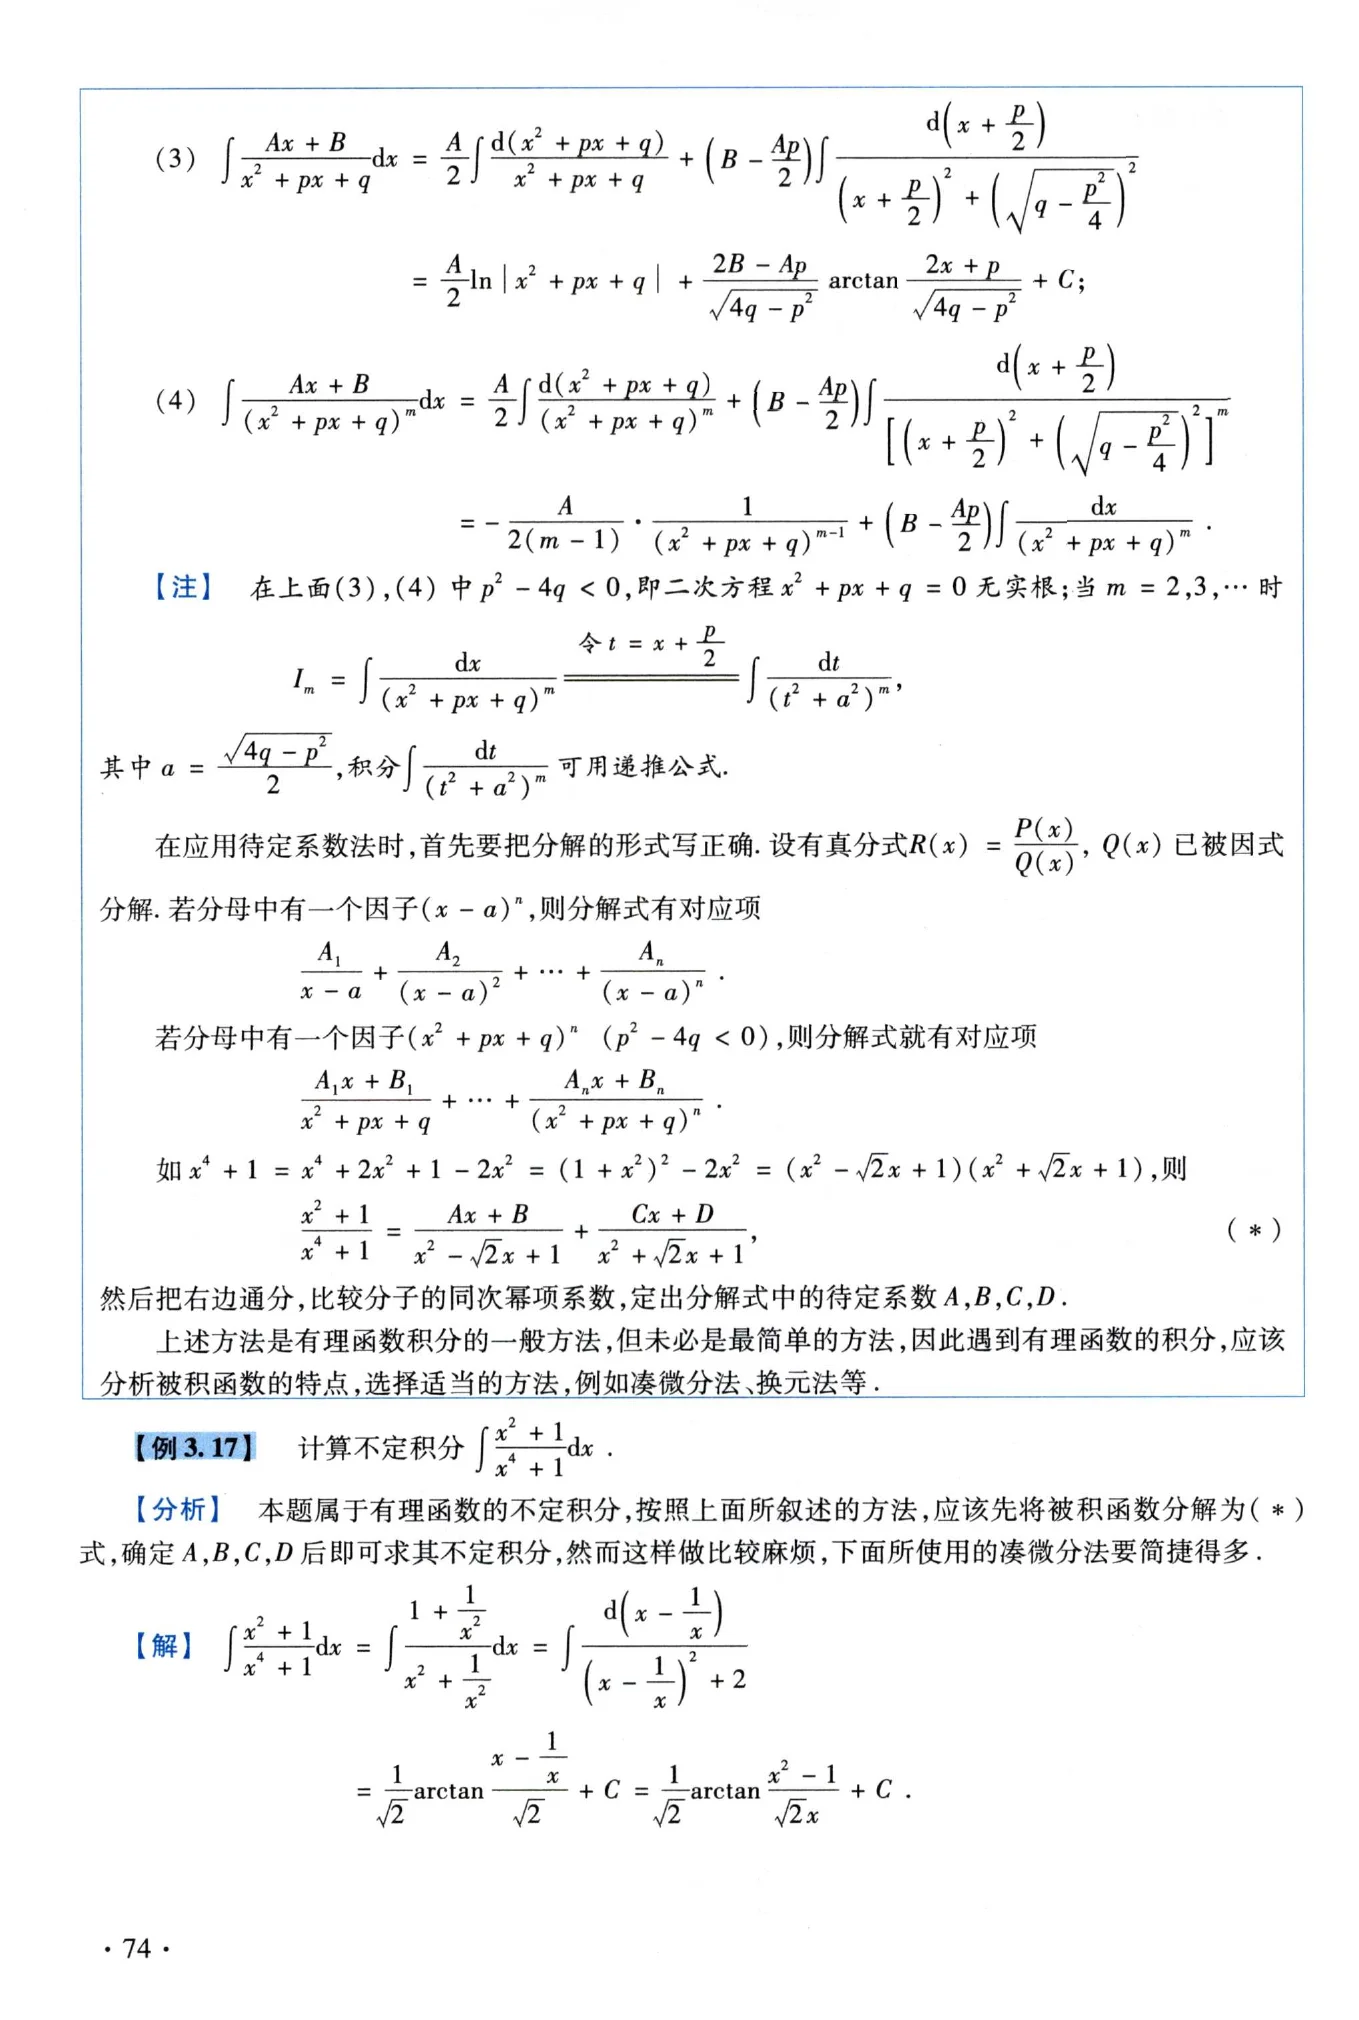 (3) $\int \frac{Ax+B}{x^2+px+q}\mathrm{d}x = \frac{A}{2}\int \frac{\mathrm{d}(x^2+px+q)}{x^2+px+q} + \left(B-\frac{Ap}{2}\right)\int \frac{\mathrm{d}\left(x+\frac{p}{2}\right)}{\left(x+\frac{p}{2}\right)^2+\left(\sqrt{q-\frac{p^2}{4}}\right)^2}$
$= \frac{A}{2}\ln|x^2+px+q| + \frac{2B-Ap}{\sqrt{4q-p^2}}\arctan\frac{2x+p}{\sqrt{4q-p^2}} + C;$
(4) $\int \frac{Ax+B}{(x^2+px+q)^m}\mathrm{d}x = \frac{A}{2}\int \frac{\mathrm{d}(x^2+px+q)}{(x^2+px+q)^m} + \left(B-\frac{Ap}{2}\right)\int \frac{\mathrm{d}\left(x+\frac{p}{2}\right)}{\left[\left(x+\frac{p}{2}\right)^2+\left(\sqrt{q-\frac{p^2}{4}}\right)^2\right]^m}$
$= -\frac{A}{2(m-1)}\cdot\frac{1}{(x^2+px+q)^{m-1}} + \left(B-\frac{Ap}{2}\right)\int \frac{\mathrm{d}x}{(x^2+px+q)^m}.$
【注】 在上面(3),(4) 中 $p^2-4q<0$,即二次方程 $x^2+px+q=0$ 无实根;当 $m=2,3,\cdots$ 时
$I_m = \int \frac{\mathrm{d}x}{(x^2+px+q)^m} \xlongequal{令 t=x+\frac{p}{2}} \int \frac{\mathrm{d}t}{(t^2+a^2)^m},$
其中 $a=\frac{\sqrt{4q-p^2}}{2}$,积分 $\int \frac{\mathrm{d}t}{(t^2+a^2)^m}$ 可用递推公式.
在应用待定系数法时,首先要把分解的形式写正确. 设有真分式$R(x)=\frac{P(x)}{Q(x)}$, $Q(x)$ 已被因式
分解. 若分母中有一个因子$(x-a)^n$,则分解式有对应项
$\frac{A_1}{x-a}+\frac{A_2}{(x-a)^2}+\cdots+\frac{A_n}{(x-a)^n}.$
若分母中有一个因子$(x^2+px+q)^n$ $(p^2-4q<0)$,则分解式就有对应项
$\frac{A_1x+B_1}{x^2+px+q}+\cdots+\frac{A_nx+B_n}{(x^2+px+q)^n}.$
如 $x^4+1=x^4+2x^2+1-2x^2=(1+x^2)^2-2x^2=(x^2-\sqrt{2}x+1)(x^2+\sqrt{2}x+1)$,则
$\frac{x^2+1}{x^4+1}=\frac{Ax+B}{x^2-\sqrt{2}x+1}+\frac{Cx+D}{x^2+\sqrt{2}x+1},$ (*)
然后把右边通分,比较分子的同次幂项系数,定出分解式中的待定系数 $A,B,C,D$.
上述方法是有理函数积分的一般方法,但未必是最简单的方法,因此遇到有理函数的积分,应该
分析被积函数的特点,选择适当的方法,例如凑微分法、换元法等.
【例 3.17】 计算不定积分 $\int \frac{x^2+1}{x^4+1}\mathrm{d}x$.
【分析】 本题属于有理函数的不定积分,按照上面所叙述的方法,应该先将被积函数分解为(*)
式,确定 $A,B,C,D$ 后即可求其不定积分,然而这样做比较麻烦,下面所使用的凑微分法要简捷得多.
【解】 $\int \frac{x^2+1}{x^4+1}\mathrm{d}x = \int \frac{1+\frac{1}{x^2}}{x^2+\frac{1}{x^2}}\mathrm{d}x = \int \frac{\mathrm{d}\left(x-\frac{1}{x}\right)}{\left(x-\frac{1}{x}\right)^2+2}$
$= \frac{1}{\sqrt{2}}\arctan\frac{x-\frac{1}{x}}{\sqrt{2}} + C = \frac{1}{\sqrt{2}}\arctan\frac{x^2-1}{\sqrt{2}x} + C.$
· 74 ·